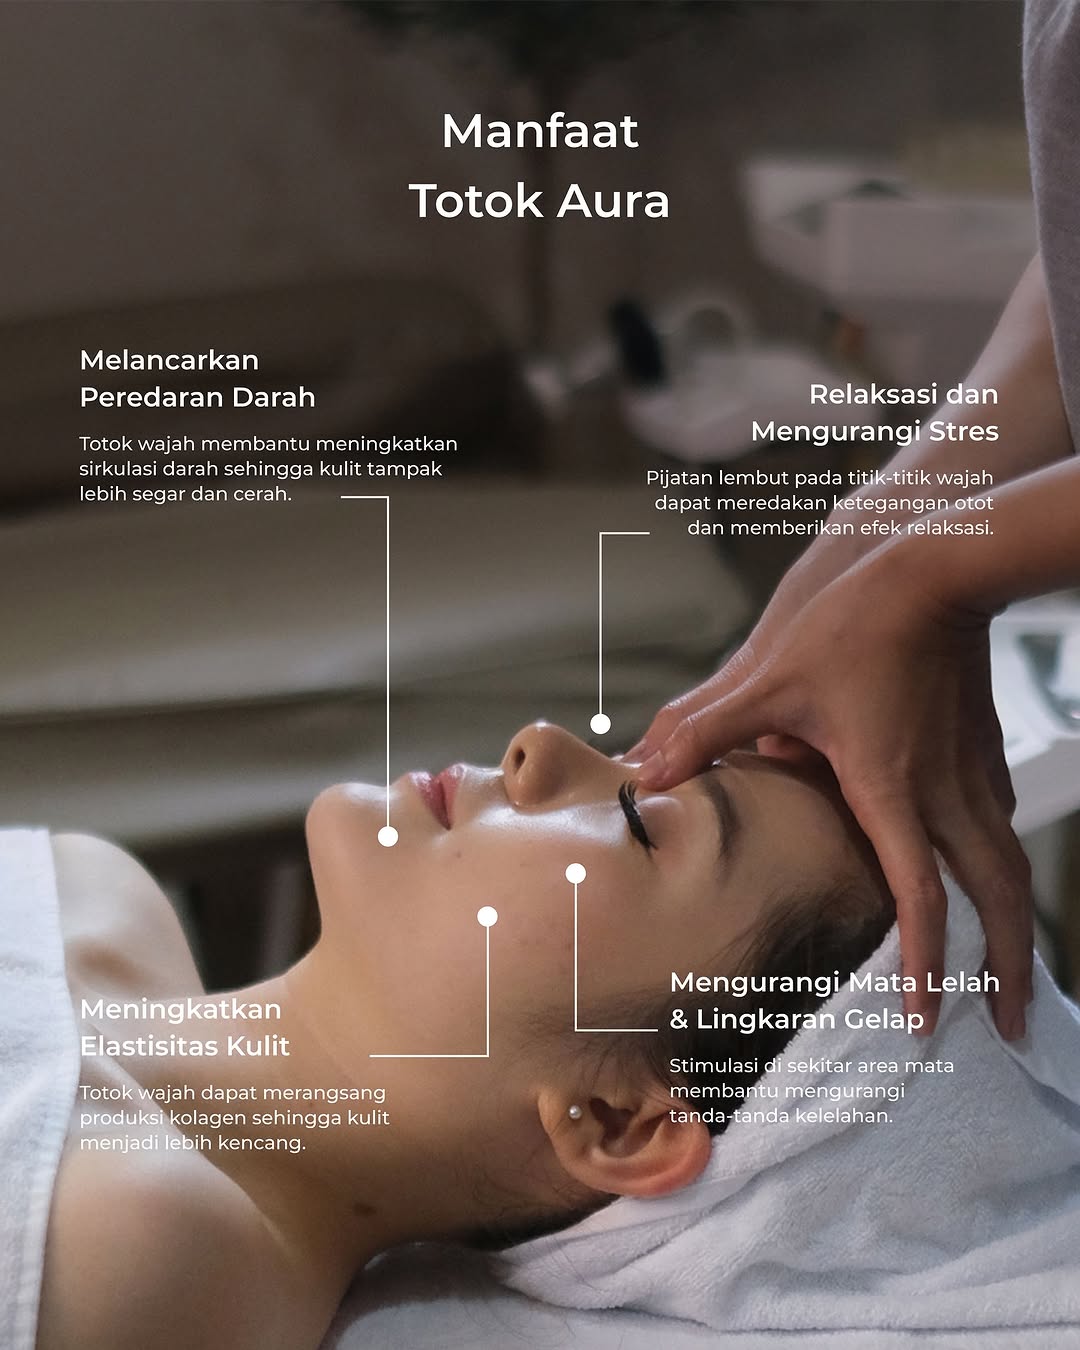 Manfaat
Totok Aura
Melancarkan
Peredaran Darah
Totok wajah membantu meningkatkan
sirkulasi darah sehingga kulit tampak
lebih segar dan cerah.
Relaksasi dan
Mengurangi Stres
Pijatan lembut pada titik-titik wajah
dapat meredakan ketegangan otot
dan memberikan efek relaksasi.
Meningkatkan
Elastisitas Kulit
Totok wajah dapat merangsang
produksi kolagen sehingga kulit
menjadi lebih kencang.
Mengurangi Mata Lelah
& Lingkaran Gelap
Stimulasi di sekitar area mata
membantu mengurangi
tanda-tanda kelelahan.